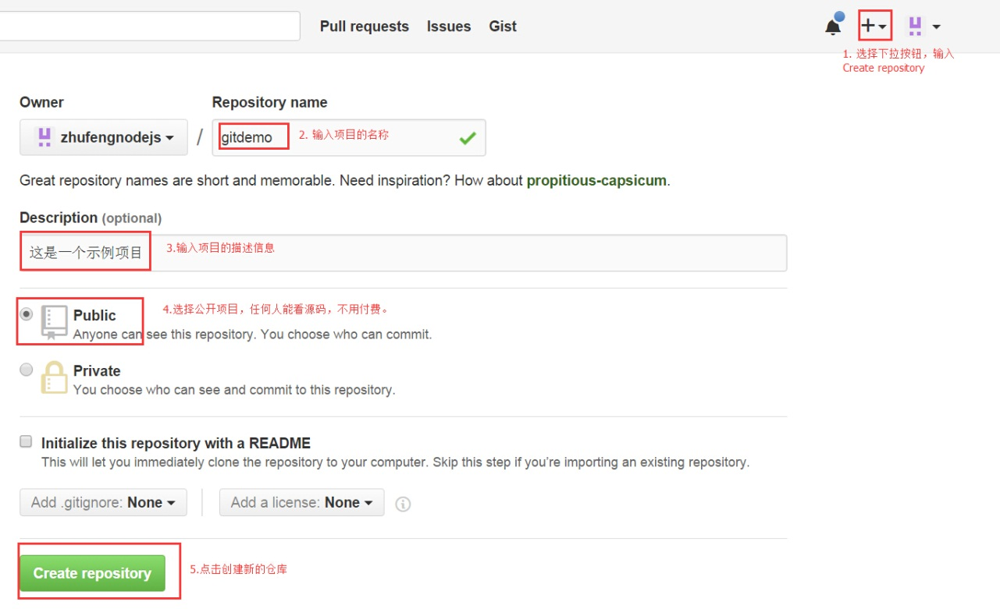 Pull requests Issues Gist
1. 选择下拉按钮，输入
Create repository
Owner Repository name
zhufengnodejs / gitdemo 2. 输入项目的名称
Great repository names are short and memorable. Need inspiration? How about propitious-capsicum.
Description (optional)
这是一个示例项目 3.输入项目的描述信息
Public 4.选择公开项目，任何人能看源码，不用付费。
Anyone can see this repository. You choose who can commit.
Private
You choose who can see and commit to this repository.
Initialize this repository with a README
This will let you immediately clone the repository to your computer. Skip this step if you’re importing an existing repository.
Add .gitignore: None Add a license: None
Create repository 5.点击创建新的仓库